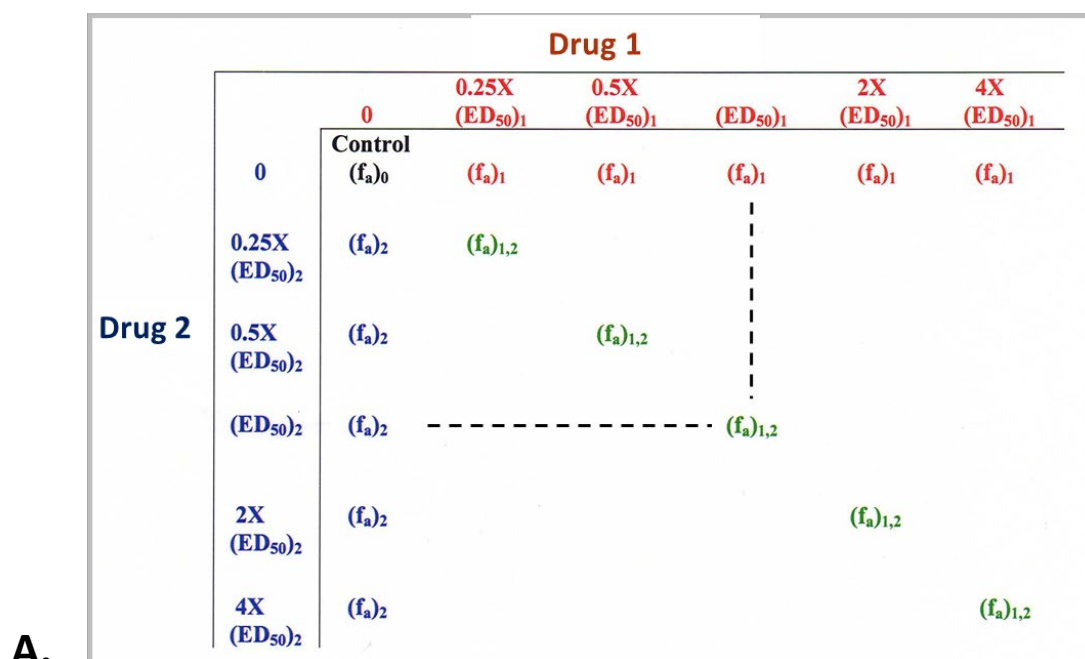 Drug 1
0.25X 0.5X 2X 4X
0 (ED₅₀)₁ (ED₅₀)₁ (ED₅₀)₁ (ED₅₀)₁ (ED₅₀)₁
Control
0 (fₐ)₀ (fₐ)₁ (fₐ)₁ (fₐ)₁ (fₐ)₁ (fₐ)₁
0.25X (fₐ)₂ (fₐ)₁,₂
(ED₅₀)₂
Drug 2
0.5X (fₐ)₂ (fₐ)₁,₂
(ED₅₀)₂
(ED₅₀)₂ (fₐ)₂ (fₐ)₁,₂
2X (fₐ)₂ (fₐ)₁,₂
(ED₅₀)₂
4X (fₐ)₂ (fₐ)₁,₂
(ED₅₀)₂
A.